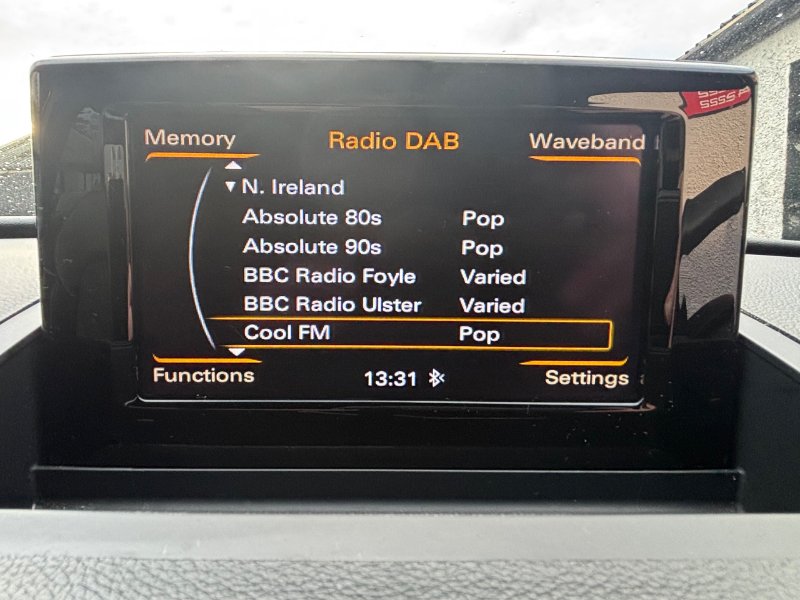 Memory Radio DAB Waveband
N. Ireland
Absolute 80s Pop
Absolute 90s Pop
BBC Radio Foyle Varied
BBC Radio Ulster Varied
Cool FM Pop
Functions 13:31 Settings